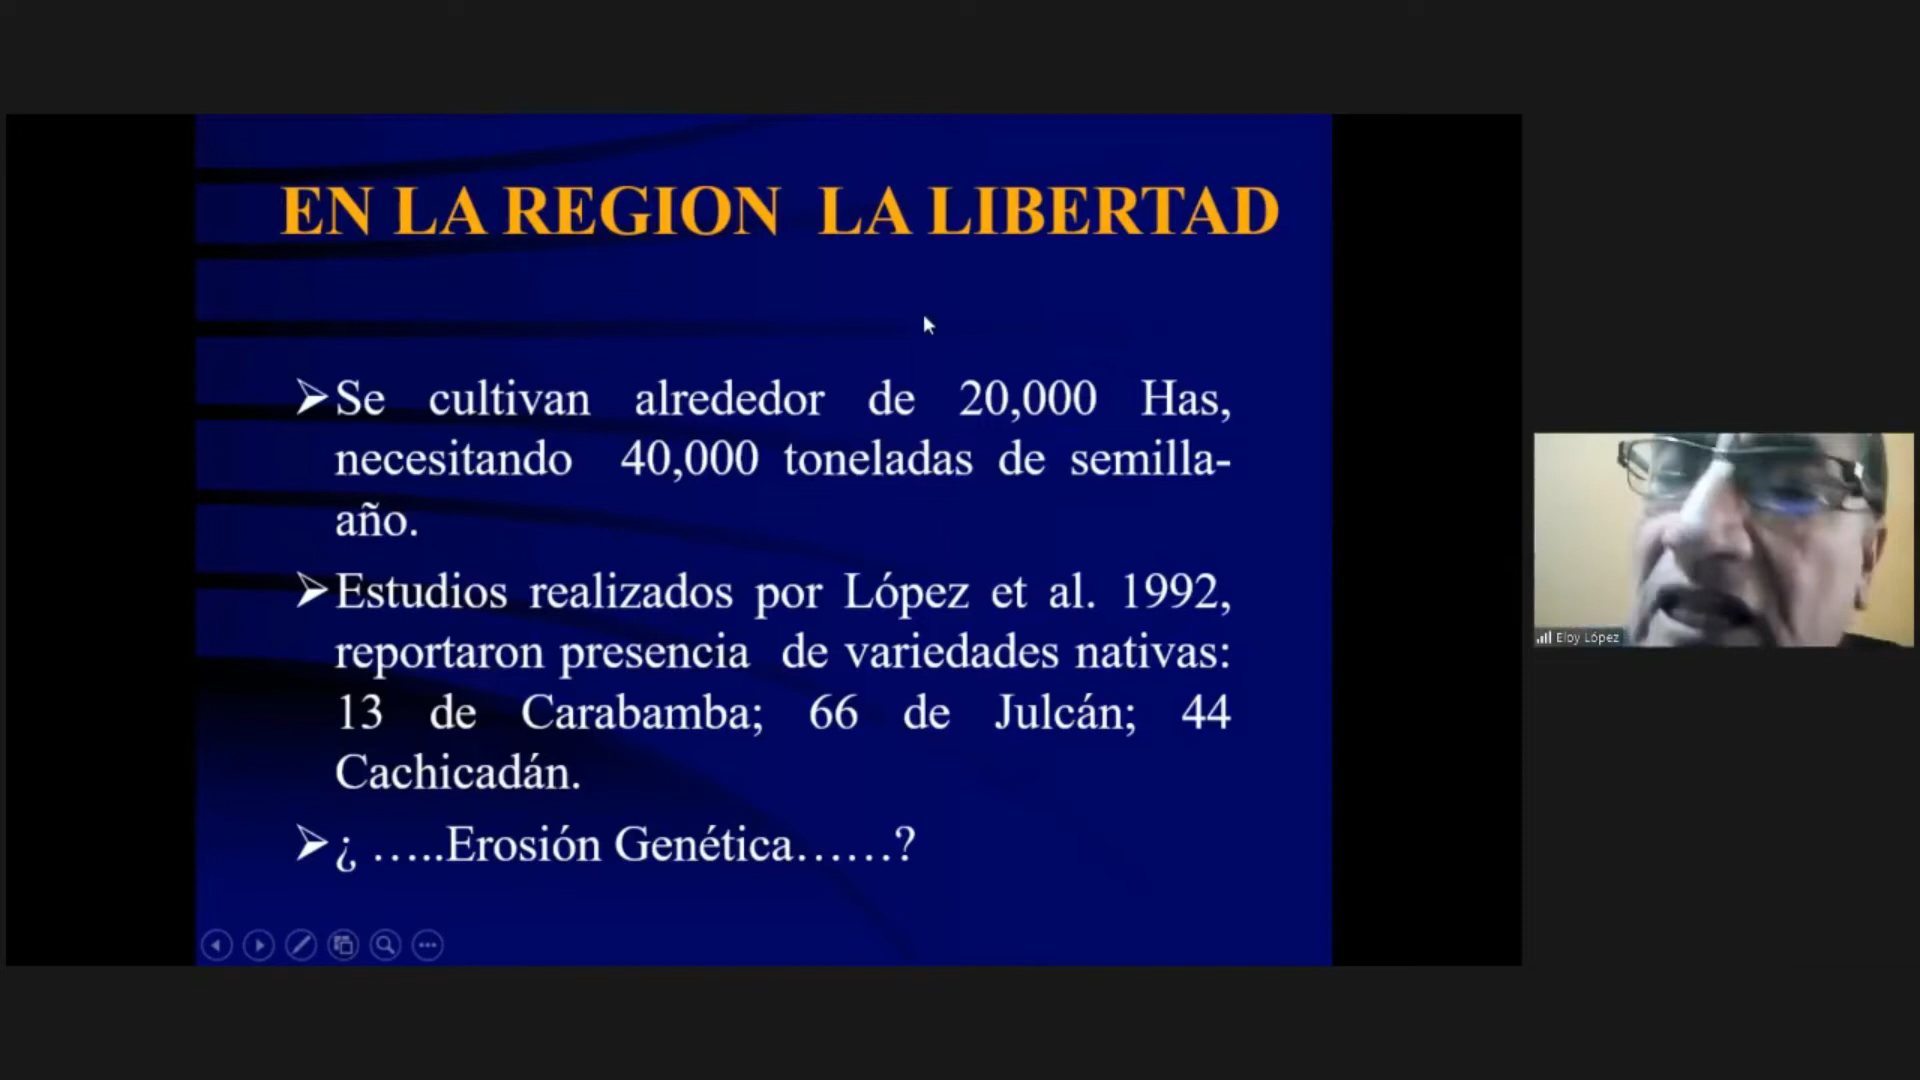 EN LA REGION LA LIBERTAD
➢Se cultivan alrededor de 20,000 Has,
necesitando 40,000 toneladas de semilla-
año.
➢Estudios realizados por López et al. 1992,
reportaron presencia de variedades nativas:
13 de Carabamba; 66 de Julcán; 44
Cachicadán.
➢¿ …..Erosión Genética……?
Eloy López